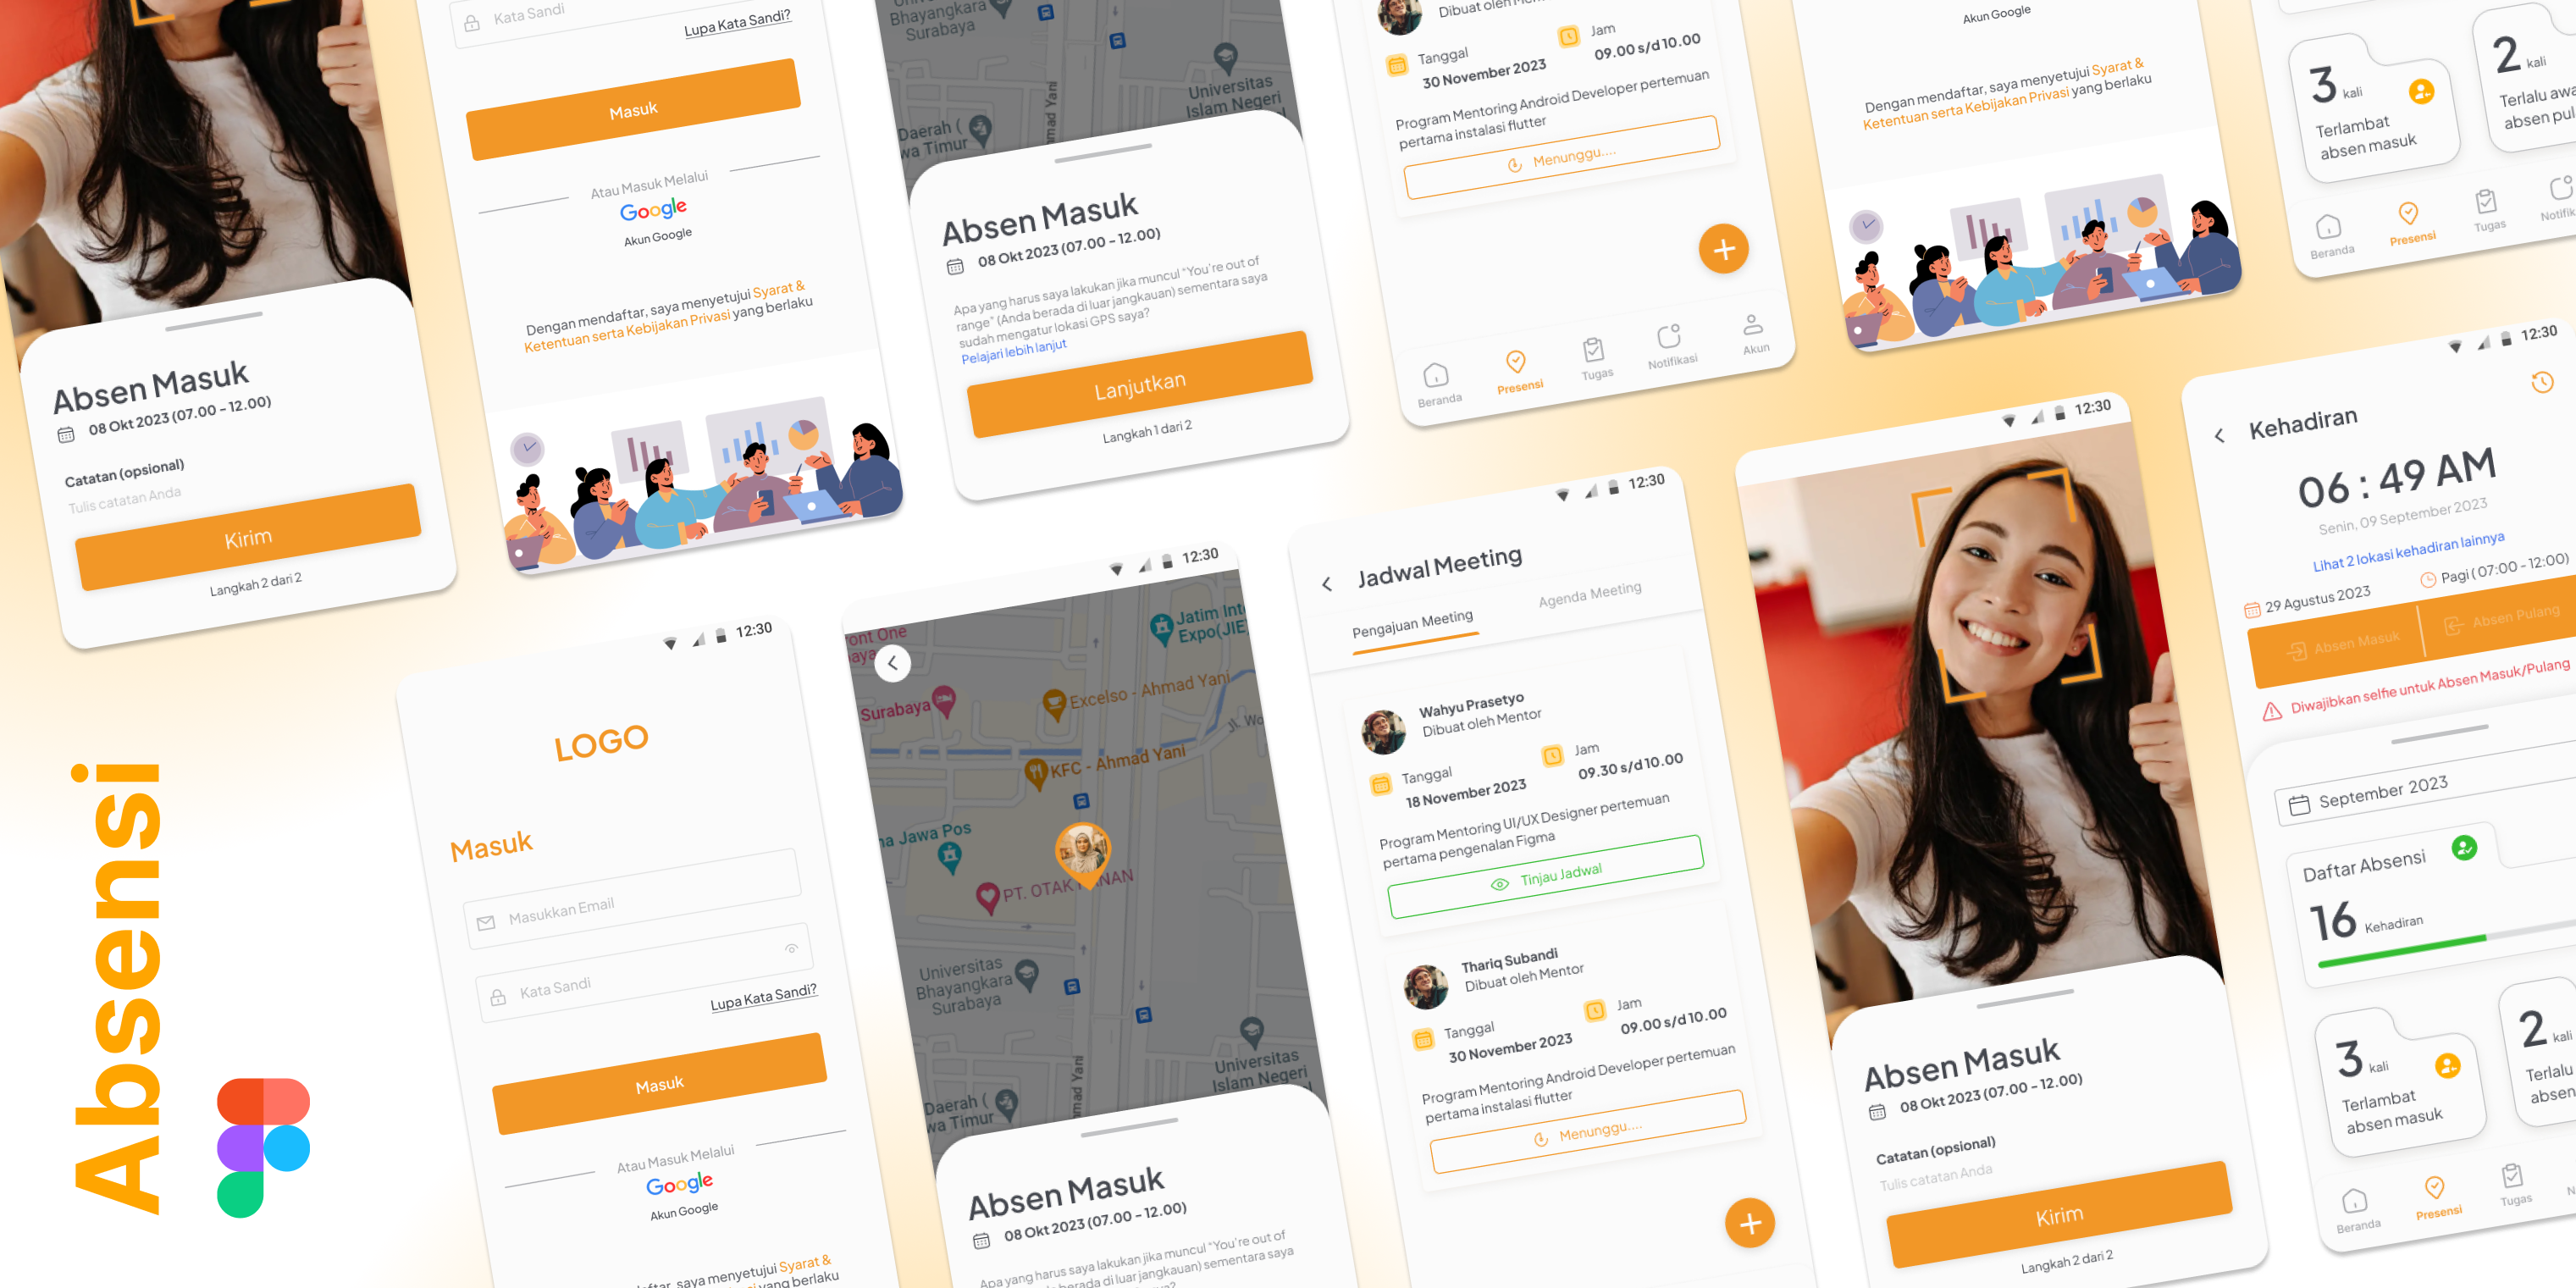 Absensi
Absen Masuk
08 Okt 2023 (07.00 - 12.00)
Catatan (opsional)
Tulis catatan Anda
Kirim
Langkah 2 dari 2
Kata Sandi
Lupa Kata Sandi?
Masuk
Atau Masuk Melalui
Google
Akun Google
Dengan mendaftar, saya menyetujui Syarat &
Ketentuan serta Kebijakan Privasi yang berlaku
12:30
LOGO
Masuk
Masukkan Email
Kata Sandi
Lupa Kata Sandi?
Masuk
Atau Masuk Melalui
Google
Akun Google
saya menyetujui Syarat &
yang berlaku
Bhayangkara
Surabaya
Universitas
Islam Negeri
Daerah (
wa Timur
mad Yani
Absen Masuk
08 Okt 2023 (07.00 - 12.00)
Apa yang harus saya lakukan jika muncul "You're out of
range" (Anda berada di luar jangkauan) sementara saya
sudah mengatur lokasi GPS saya?
Pelajari lebih lanjut
Lanjutkan
Langkah 1 dari 2
12:30
ront One
baya
Jatim Int
Expo(JIE)
Surabaya
Excelso - Ahmad Yani
Jl. Wo
KFC - Ahmad Yani
na Jawa Pos
PT. OTAK KANAN
Universitas
Bhayangkara
Surabaya
Universitas
Islam Negeri
Daerah (
wa Timur
mad Yani
Absen Masuk
08 Okt 2023 (07.00 - 12.00)
Apa yang harus saya lakukan jika muncul "You're out of
berada di luar jangkauan) sementara saya
Dibuat oleh Mentor
Tanggal
30 November 2023
Jam
09.00 s/d 10.00
Program Mentoring Android Developer pertemuan
pertama instalasi flutter
Menunggu....
Beranda
Presensi
Tugas
Notifikasi
Akun
12:30
Jadwal Meeting
Pengajuan Meeting
Agenda Meeting
Wahyu Prasetyo
Dibuat oleh Mentor
Tanggal
18 November 2023
Jam
09.30 s/d 10.00
Program Mentoring UI/UX Designer pertemuan
pertama pengenalan Figma
Tinjau Jadwal
Thariq Subandi
Dibuat oleh Mentor
Tanggal
30 November 2023
Jam
09.00 s/d 10.00
Program Mentoring Android Developer pertemuan
pertama instalasi flutter
Menunggu....
Akun Google
Dengan mendaftar, saya menyetujui Syarat &
Ketentuan serta Kebijakan Privasi yang berlaku
12:30
Absen Masuk
08 Okt 2023 (07.00 - 12.00)
Catatan (opsional)
Tulis catatan Anda
Kirim
Langkah 2 dari 2
3 kali
Terlambat
absen masuk
2 kali
Terlalu awa
absen pul
Beranda
Presensi
Tugas
Notifik
12:30
Kehadiran
06 : 49 AM
Senin, 09 September 2023
Lihat 2 lokasi kehadiran lainnya
29 Agustus 2023
Pagi ( 07:00 - 12:00)
Absen Masuk
Absen Pulang
Diwajibkan selfie untuk Absen Masuk/Pulang
September 2023
Daftar Absensi
16 Kehadiran
3 kali
Terlambat
absen masuk
2 kali
Terlalu
absen
Beranda
Presensi
Tugas
N